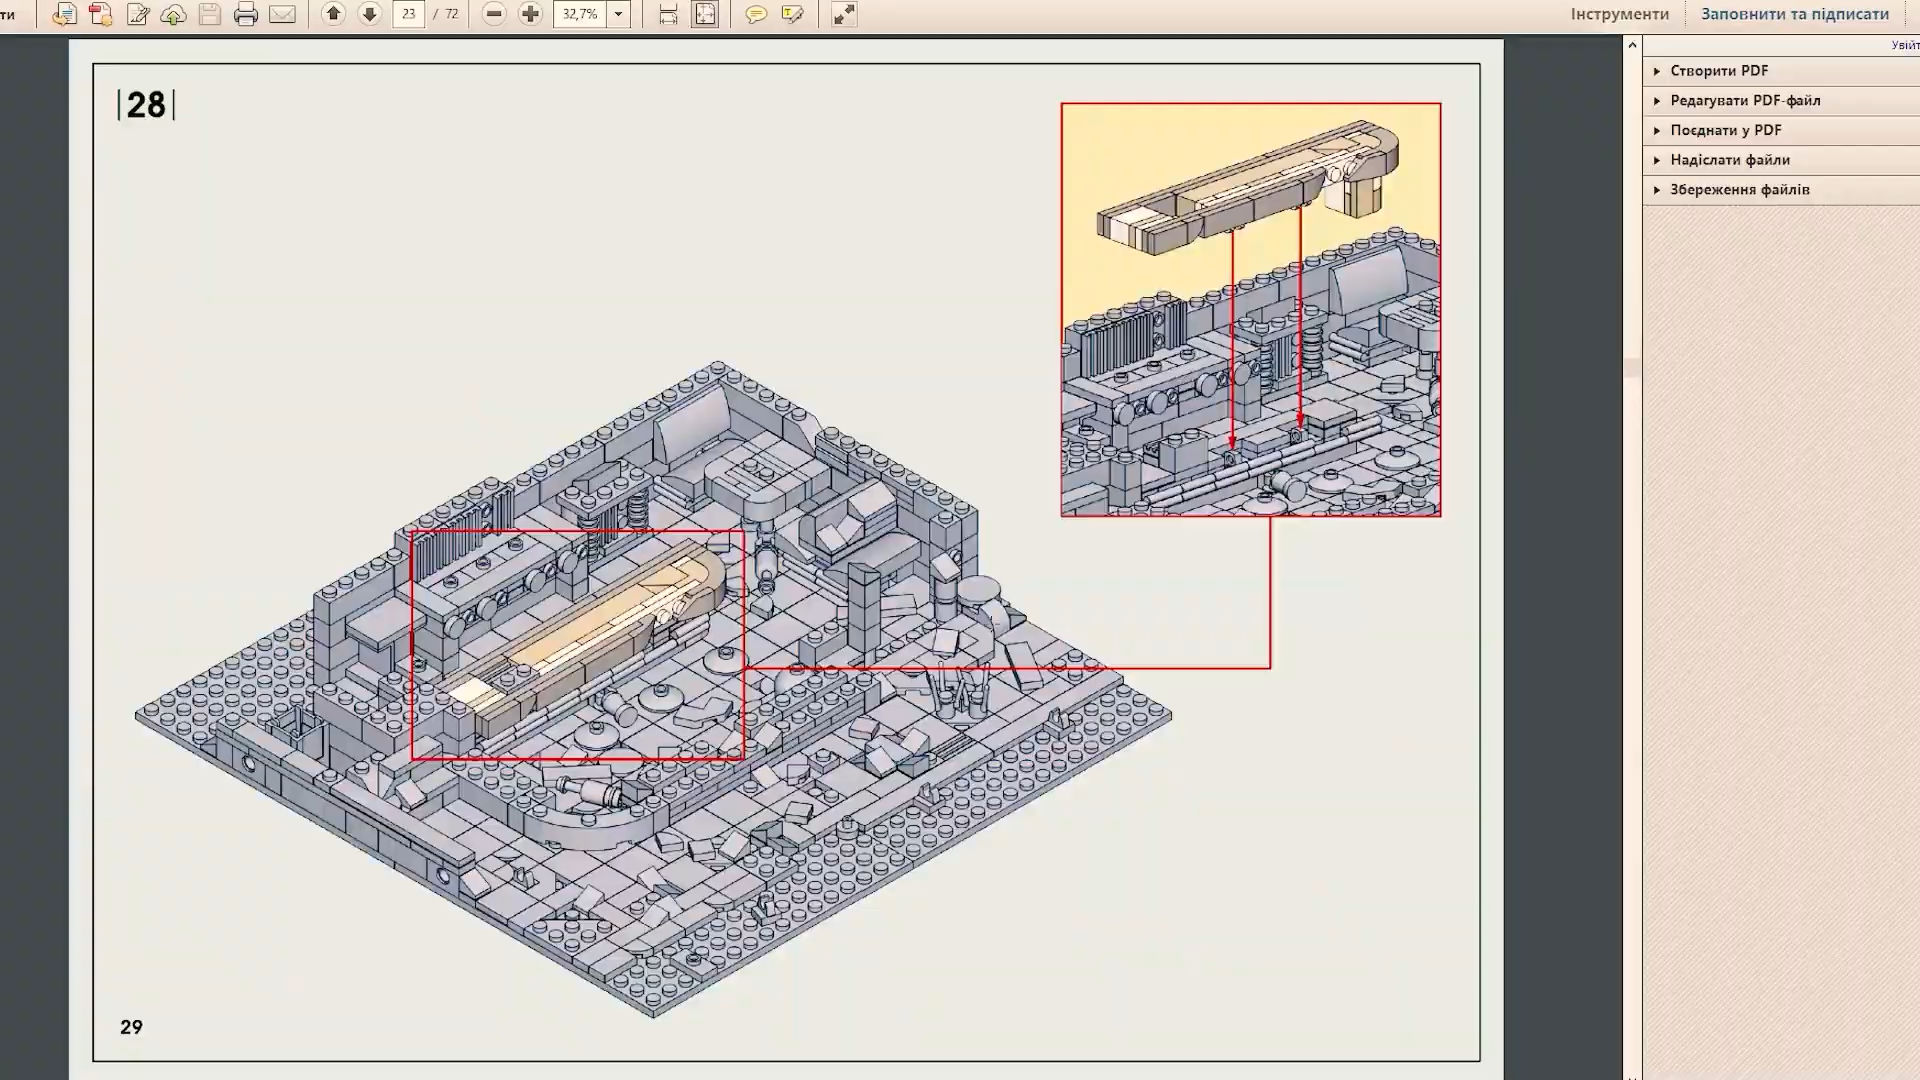 ти
23 / 72
32,7%
Інструменти
Заповнити та підписати
Увійт
Створити PDF
Редагувати PDF-файл
Поєднати у PDF
Надіслати файли
Збереження файлів
28
29